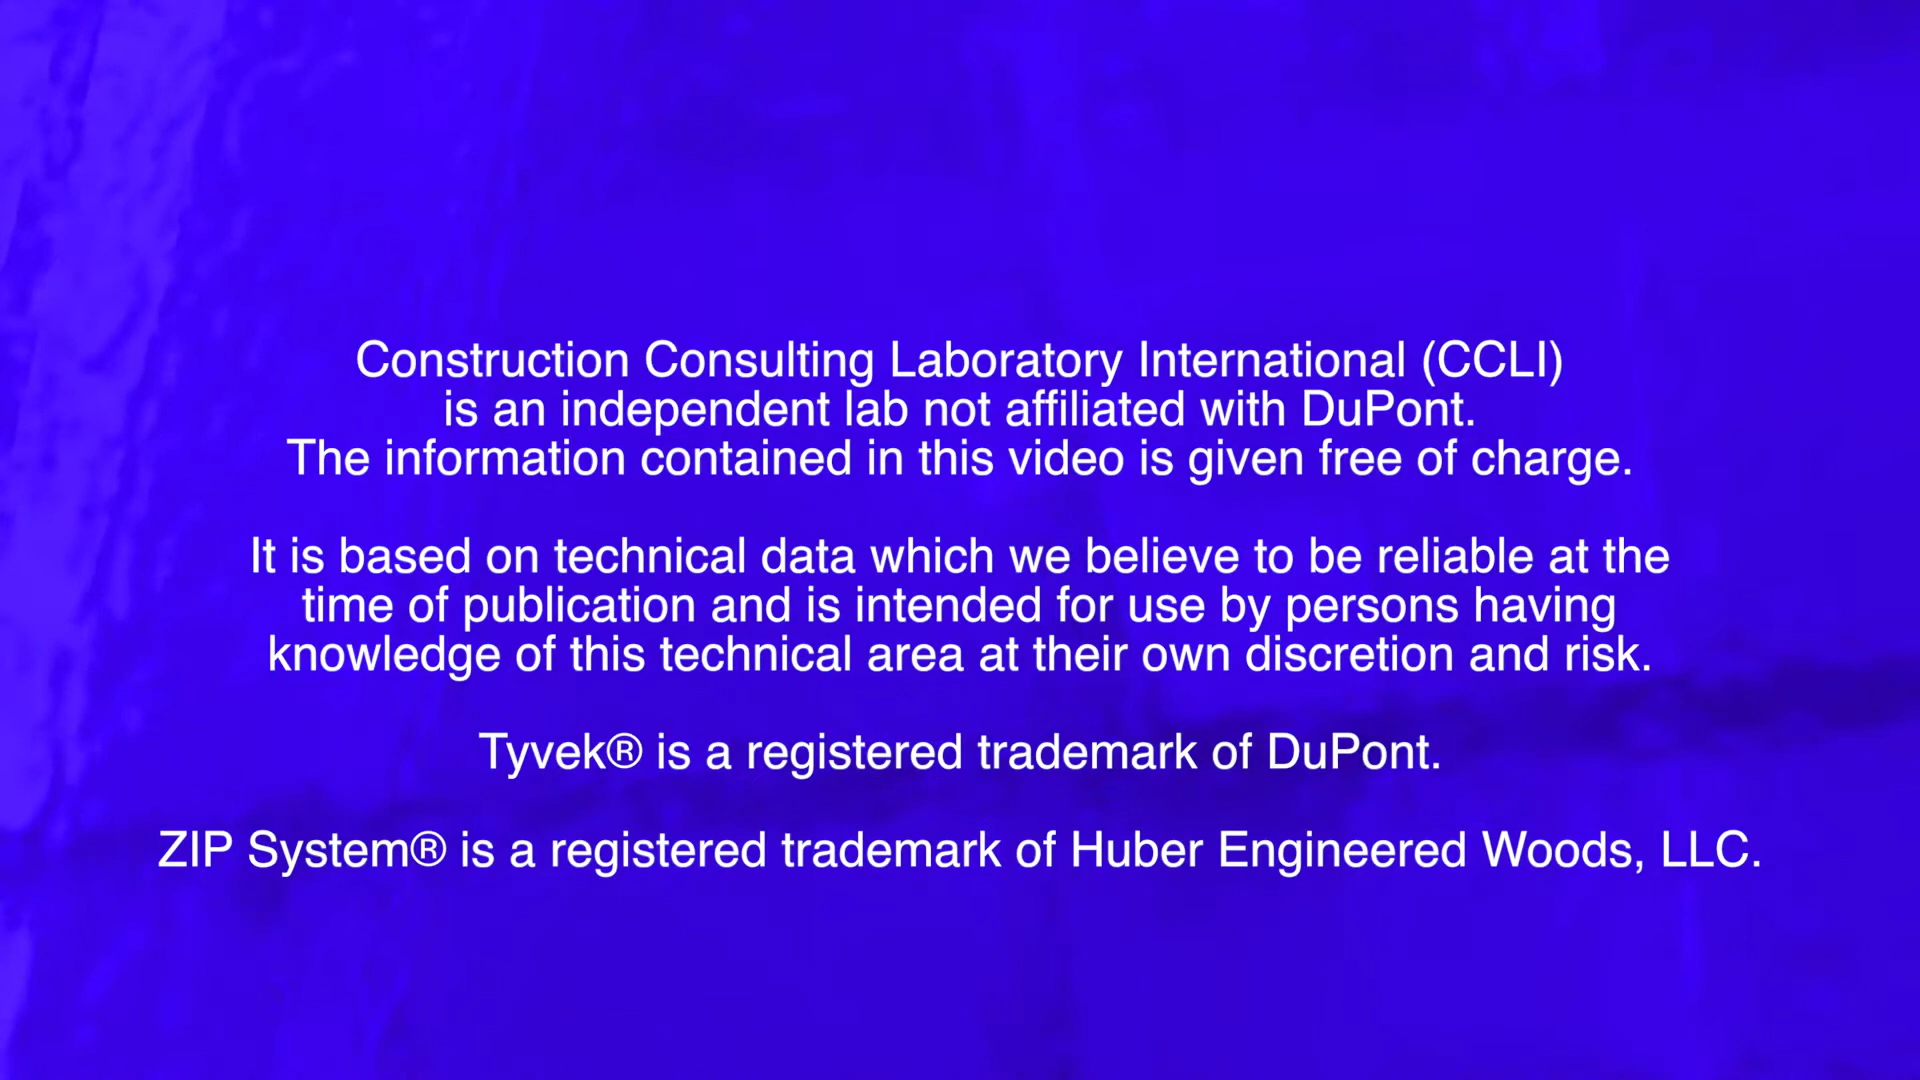 Construction Consulting Laboratory International (CCLI)
is an independent lab not affiliated with DuPont.
The information contained in this video is given free of charge.
It is based on technical data which we believe to be reliable at the
time of publication and is intended for use by persons having
knowledge of this technical area at their own discretion and risk.
Tyvek® is a registered trademark of DuPont.
ZIP System® is a registered trademark of Huber Engineered Woods, LLC.